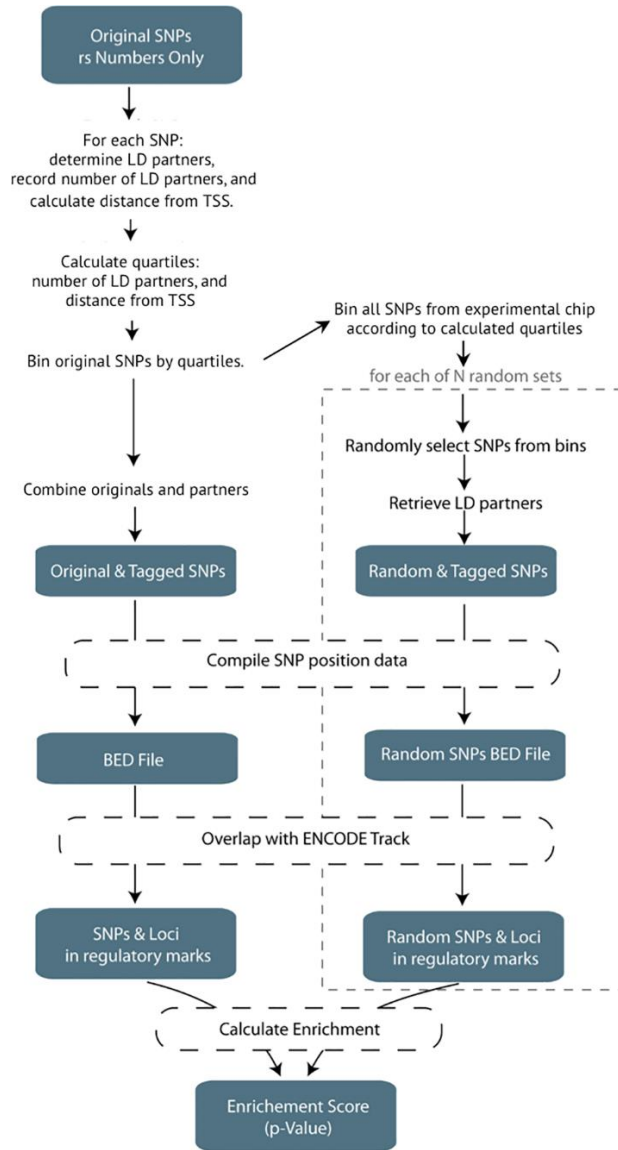 Original SNPs
rs Numbers Only
For each SNP:
determine LD partners,
record number of LD partners, and
calculate distance from TSS.
Calculate quartiles:
number of LD partners, and
distance from TSS
Bin all SNPs from experimental chip
according to calculated quartiles
Bin original SNPs by quartiles.
for each of N random sets
Randomly select SNPs from bins
Combine originals and partners
Retrieve LD partners
Original & Tagged SNPs
Random & Tagged SNPs
Compile SNP position data
BED File
Random SNPs BED File
Overlap with ENCODE Track
SNPs & Loci
in regulatory marks
Random SNPs & Loci
in regulatory marks
Calculate Enrichment
Enrichement Score
(p-Value)